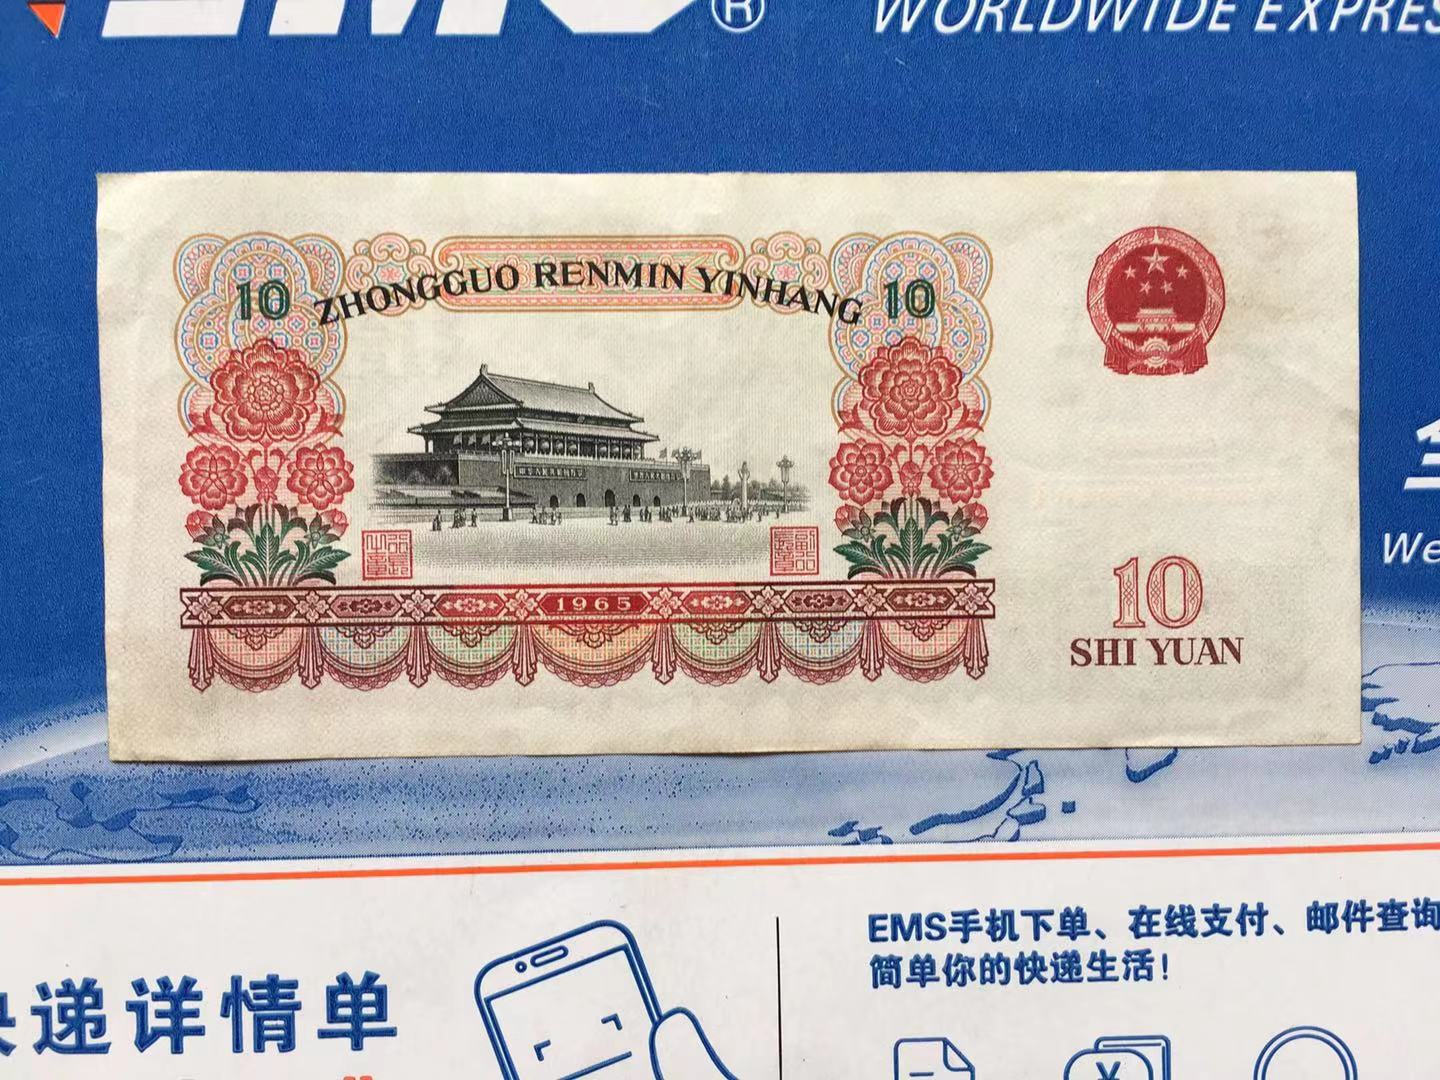 EMS®
WORLDWIDE EXPRES
10 ZHONGGUO RENMIN YINHANG 10
1965
10
SHI YUAN
We
EMS手机下单、在线支付、邮件查询
简单你的快递生活！
快递详情单